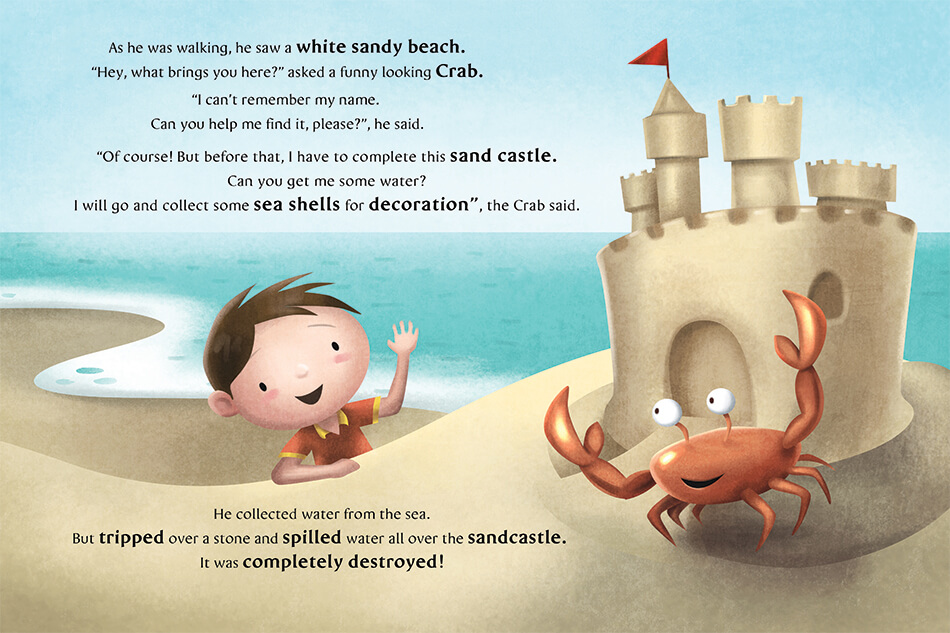 As he was walking, he saw a white sandy beach.
“Hey, what brings you here?” asked a funny looking Crab.
“I can’t remember my name.
Can you help me find it, please?”, he said.
“Of course! But before that, I have to complete this sand castle.
Can you get me some water?
I will go and collect some sea shells for decoration”, the Crab said.
He collected water from the sea.
But tripped over a stone and spilled water all over the sandcastle.
It was completely destroyed!